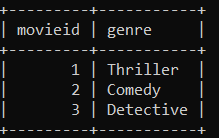 +---------+-----------+
| movieid | genre     |
+---------+-----------+
|       1 | Thriller  |
|       2 | Comedy    |
|       3 | Detective |
+---------+-----------+